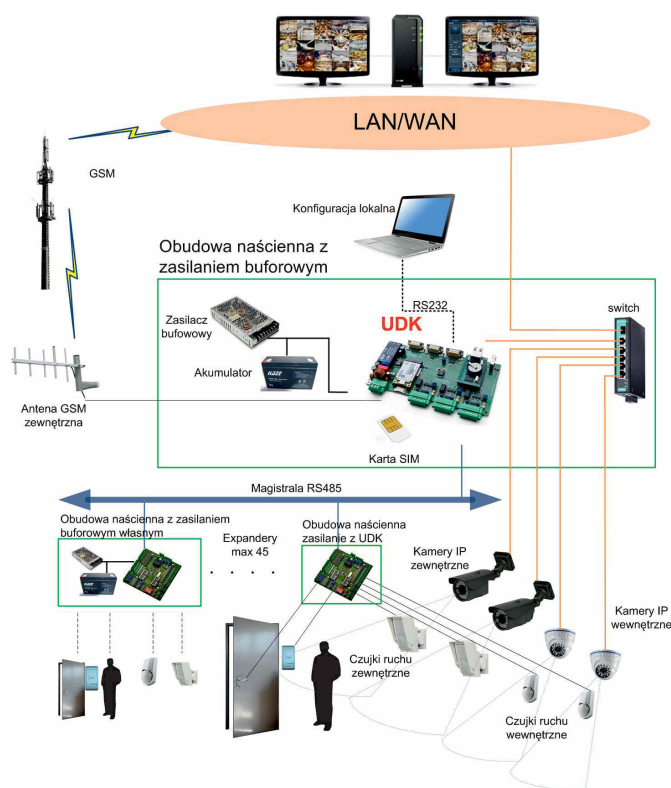 LAN/WAN
GSM
Konfiguracja lokalna
Obudowa naścienna z
zasilaniem buforowym
RS232
switch
Zasilacz
bufowowy
UDK
Akumulator
Antena GSM
zewnętrzna
Karta SIM
Magistrala RS485
Obudowa naścienna z zasilaniem
buforowym własnym
Expandery
max 45
Obudowa naścienna
zasilanie z UDK
Kamery IP
zewnętrzne
Kamery IP
wewnętrzne
Czujki ruchu
zewnętrzne
Czujki ruchu
wewnętrzne